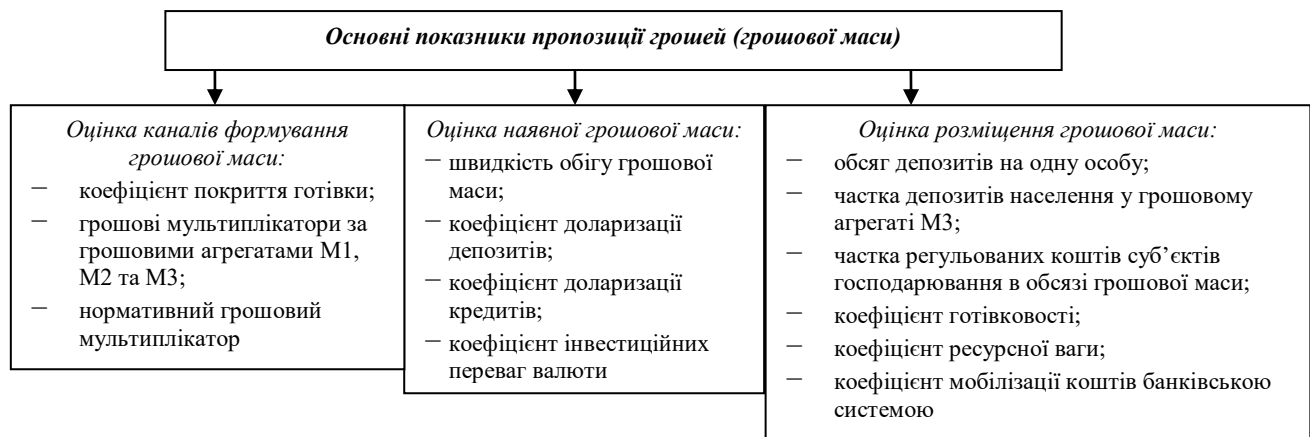 Основні показники пропозиції грошей (грошової маси)
Оцінка каналів формування
грошової маси:
− коефіцієнт покриття готівки;
− грошові мультиплікатори за
грошовими агрегатами М1,
М2 та М3;
− нормативний грошовий
мультиплікатор
Оцінка наявної грошової маси:
− швидкість обігу грошової
маси;
− коефіцієнт доларизації
депозитів;
− коефіцієнт доларизації
кредитів;
− коефіцієнт інвестиційних
переваг валюти
Оцінка розміщення грошової маси:
− обсяг депозитів на одну особу;
− частка депозитів населення у грошовому
агрегаті М3;
− частка регульованих коштів суб’єктів
господарювання в обсязі грошової маси;
− коефіцієнт готівковості;
− коефіцієнт ресурсної ваги;
− коефіцієнт мобілізації коштів банківською
системою